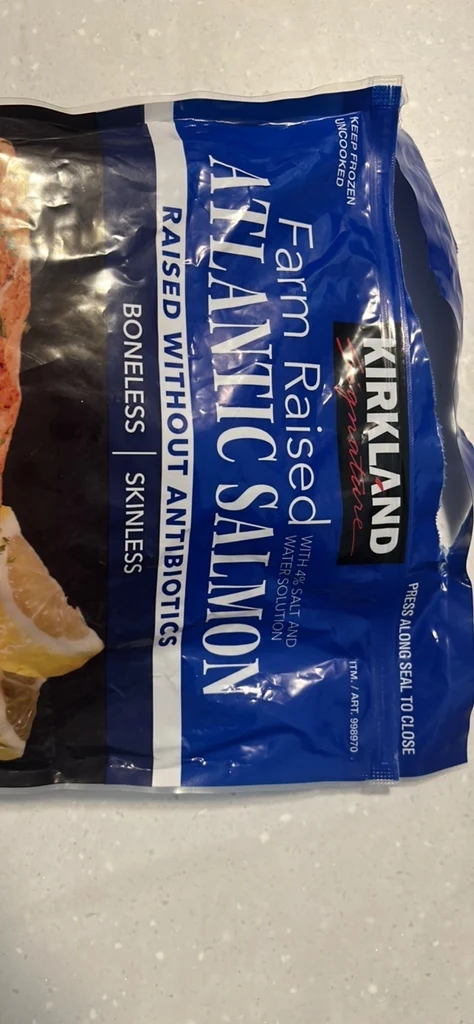 PRESS ALONG SEAL TO CLOSE
KEEP FROZEN
UNCOOKED
KIRKLAND
Signature
ITM. / ART. 998970
Farm Raised
WITH 4% SALT AND
WATER SOLUTION
ATLANTIC SALMON
RAISED WITHOUT ANTIBIOTICS
BONELESS | SKINLESS